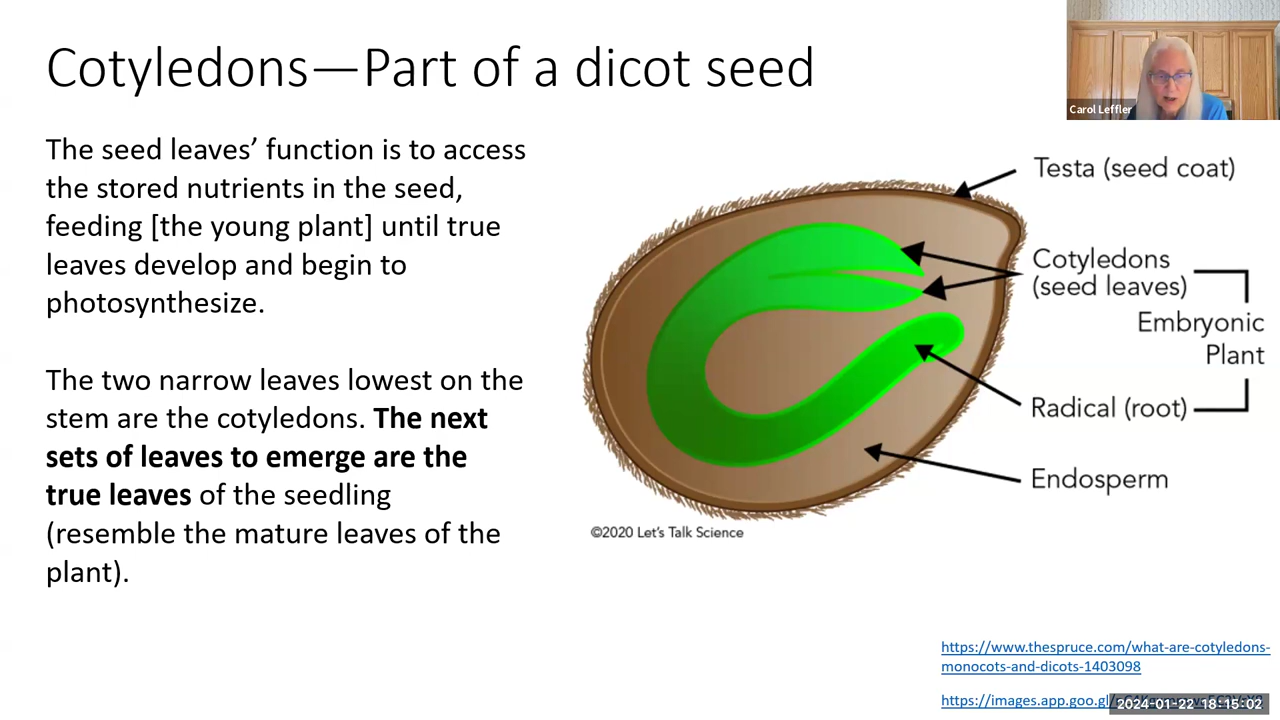 Cotyledons—Part of a dicot seed
Carol Leffler
The seed leaves’ function is to access
the stored nutrients in the seed,
feeding [the young plant] until true
leaves develop and begin to
photosynthesize.
The two narrow leaves lowest on the
stem are the cotyledons. The next
sets of leaves to emerge are the
true leaves of the seedling
(resemble the mature leaves of the
plant).
Testa (seed coat)
Cotyledons
(seed leaves)
Embryonic
Plant
Radical (root)
Endosperm
©2020 Let's Talk Science
https://www.thespruce.com/what-are-cotyledons-
monocots-and-dicots-1403098
https://images.app.goo.gl/
2024-01-22 18:15:02